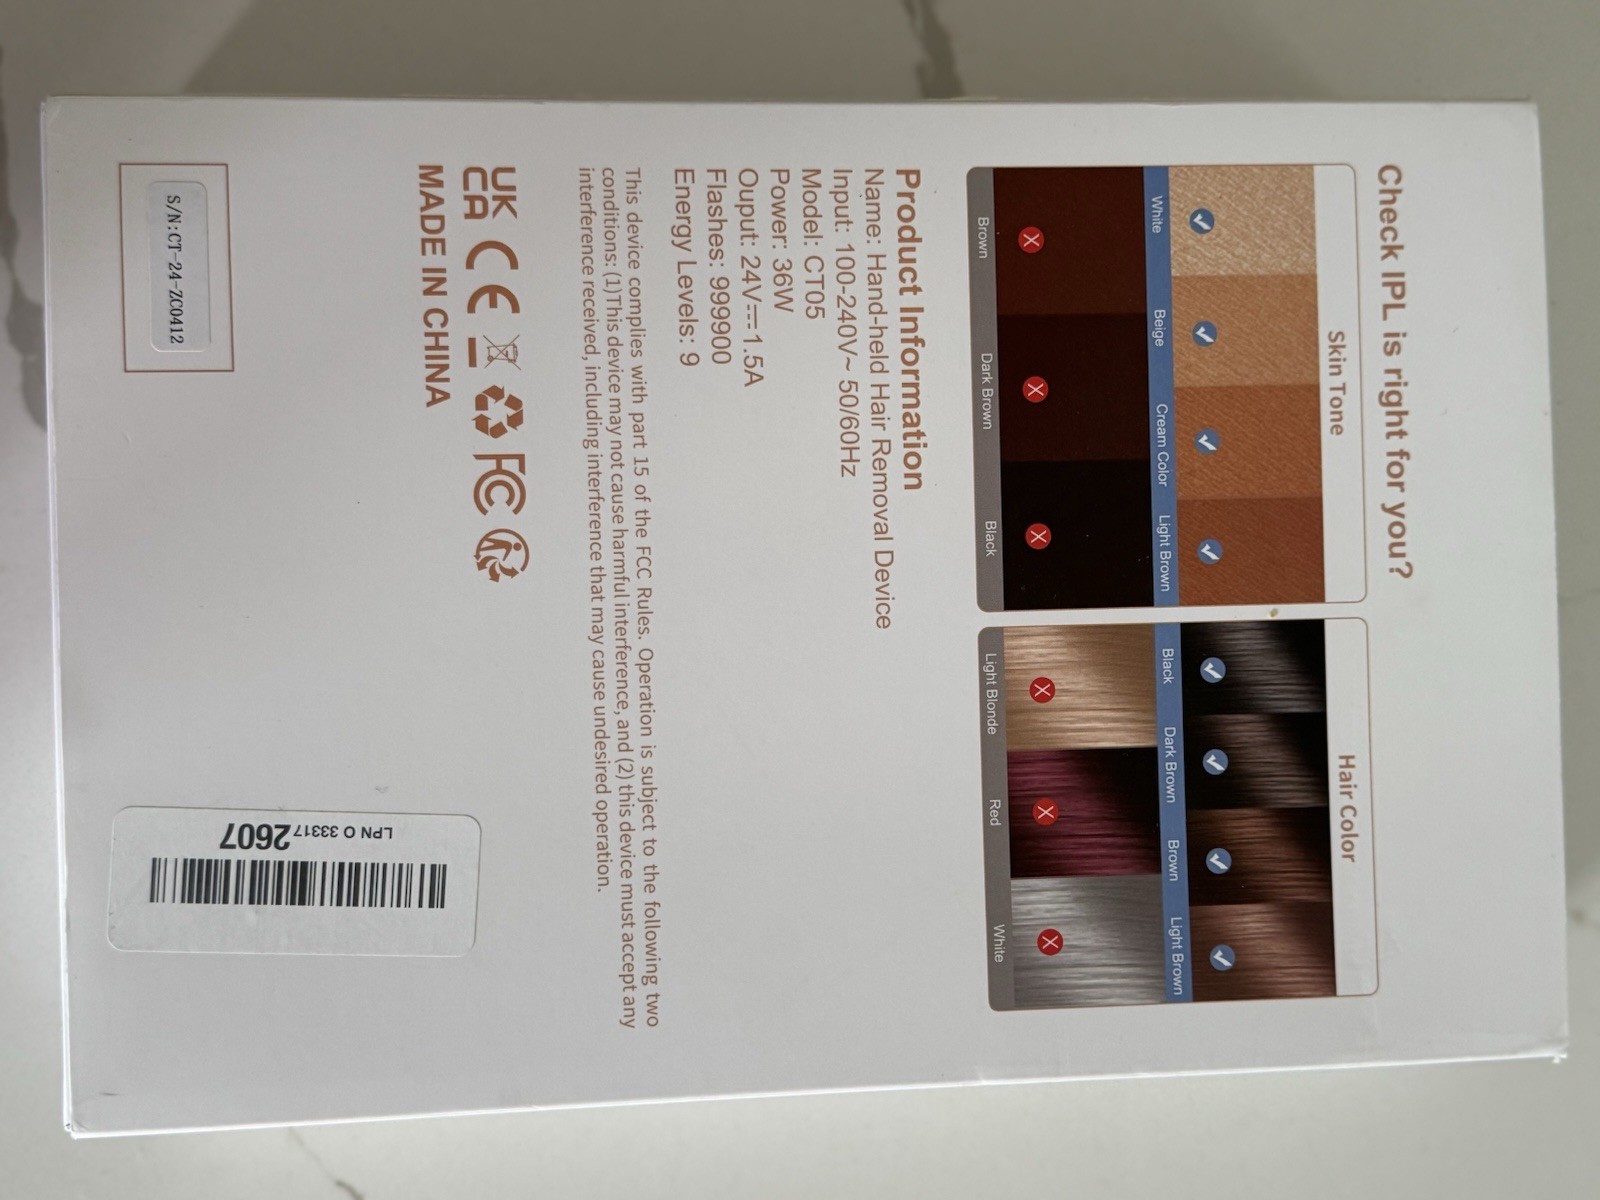 Check IPL is right for you?
Skin Tone
White Beige Cream Color Light Brown
X X X
Brown Dark Brown Black
Hair Color
Black Dark Brown Brown Light Brown
X X X
Light Blonde Red White
Product Information
Name: Hand-held Hair Removal Device
Input: 100-240V~ 50/60Hz
Model: CT05
Power: 36W
Ouput: 24V⎓1.5A
Flashes: 999900
Energy Levels: 9
This device complies with part 15 of the FCC Rules. Operation is subject to the following two
conditions: (1)This device may not cause harmful interference, and (2) this device must accept any
interference received, including interference that may cause undesired operation.
UK
CA CE FC
MADE IN CHINA
S/N:CT-24-ZC0412
LPN O 333172607